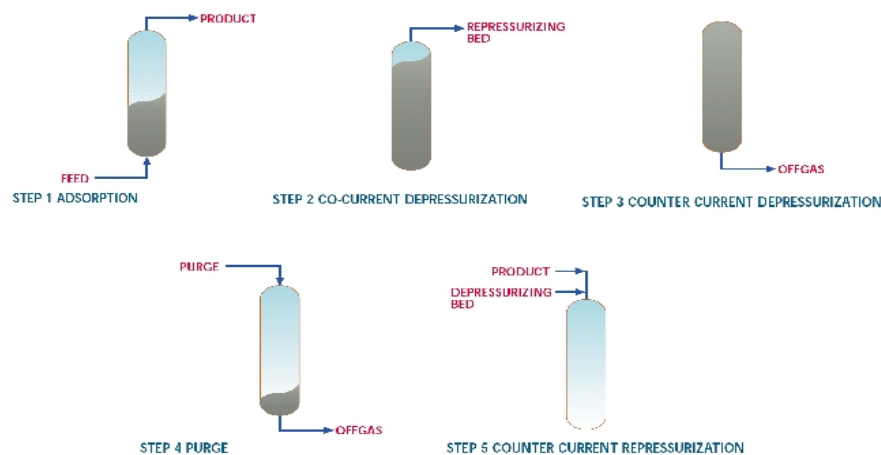 PRODUCT
FEED
STEP 1 ADSORPTION
REPRESSURIZING
BED
STEP 2 CO-CURRENT DEPRESSURIZATION
OFFGAS
STEP 3 COUNTER CURRENT DEPRESSURIZATION
PURGE
OFFGAS
STEP 4 PURGE
PRODUCT
DEPRESSURIZING
BED
STEP 5 COUNTER CURRENT REPRESSURIZATION